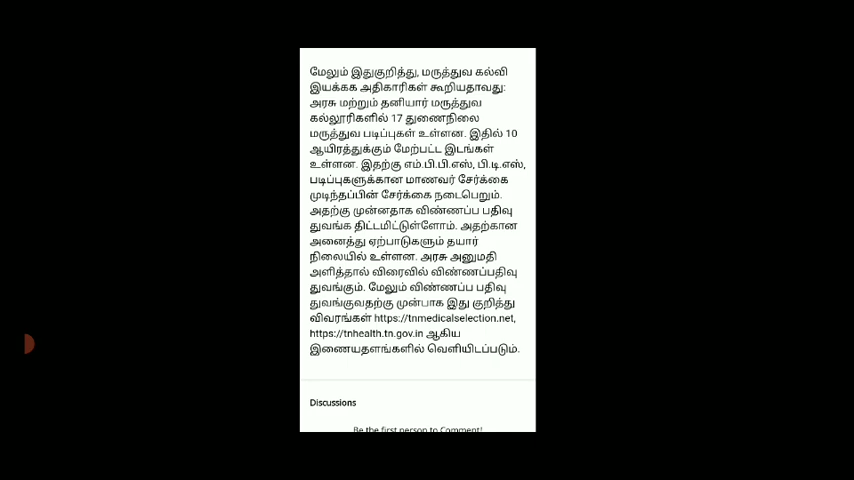 மேலும் இதுகுறித்து, மருத்துவ கல்வி
இயக்கக அதிகாரிகள் கூறியதாவது:
அரசு மற்றும் தனியார் மருத்துவ
கல்லூரிகளில் 17 துணைநிலை
மருத்துவ படிப்புகள் உள்ளன. இதில் 10
ஆயிரத்துக்கும் மேற்பட்ட இடங்கள்
உள்ளன. இதற்கு எம்.பி.பி.எஸ், பி.டி.எஸ்,
படிப்புகளுக்கான மாணவர் சேர்க்கை
முடிந்தப்பின் சேர்க்கை நடைபெறும்.
அதற்கு முன்னதாக விண்ணப்ப பதிவு
துவங்க திட்டமிட்டுள்ளோம். அதற்கான
அனைத்து ஏற்பாடுகளும் தயார்
நிலையில் உள்ளன. அரசு அனுமதி
அளித்தால் விரைவில் விண்ணப்பதிவு
துவங்கும். மேலும் விண்ணப்ப பதிவு
துவங்குவதற்கு முன்பாக இது குறித்து
விவரங்கள் https://tnmedicalselection.net,
https://tnhealth.tn.gov.in ஆகிய
இணையதளங்களில் வெளியிடப்படும்.
Discussions
Be the first person to Comment!